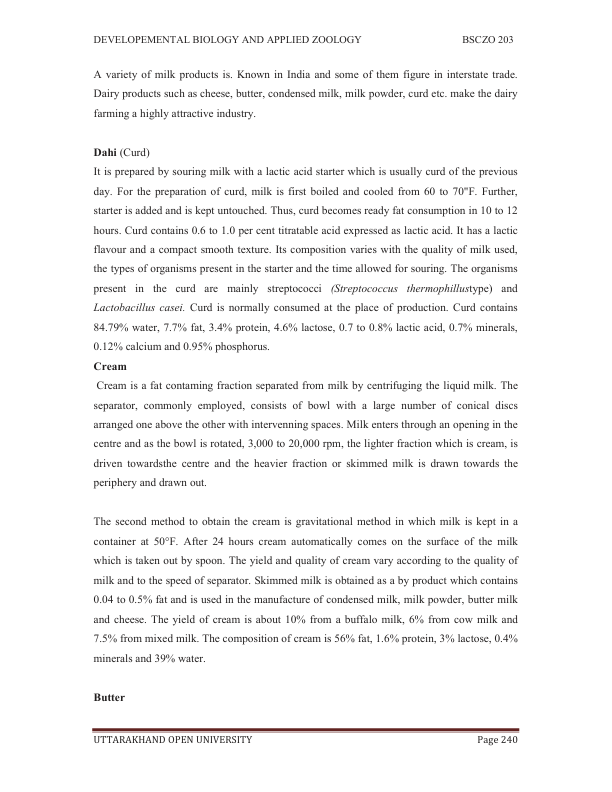 DEVELOPEMENTAL BIOLOGY AND APPLIED ZOOLOGY BSCZO 203
A variety of milk products is. Known in India and some of them figure in interstate trade.
Dairy products such as cheese, butter, condensed milk, milk powder, curd etc. make the dairy
farming a highly attractive industry.
Dahi (Curd)
It is prepared by souring milk with a lactic acid starter which is usually curd of the previous
day. For the preparation of curd, milk is first boiled and cooled from 60 to 70"F. Further,
starter is added and is kept untouched. Thus, curd becomes ready fat consumption in 10 to 12
hours. Curd contains 0.6 to 1.0 per cent titratable acid expressed as lactic acid. It has a lactic
flavour and a compact smooth texture. Its composition varies with the quality of milk used,
the types of organisms present in the starter and the time allowed for souring. The organisms
present in the curd are mainly streptococci (Streptococcus thermophillustype) and
Lactobacillus casei. Curd is normally consumed at the place of production. Curd contains
84.79% water, 7.7% fat, 3.4% protein, 4.6% lactose, 0.7 to 0.8% lactic acid, 0.7% minerals,
0.12% calcium and 0.95% phosphorus.
Cream
Cream is a fat contaming fraction separated from milk by centrifuging the liquid milk. The
separator, commonly employed, consists of bowl with a large number of conical discs
arranged one above the other with intervenning spaces. Milk enters through an opening in the
centre and as the bowl is rotated, 3,000 to 20,000 rpm, the lighter fraction which is cream, is
driven towardsthe centre and the heavier fraction or skimmed milk is drawn towards the
periphery and drawn out.
The second method to obtain the cream is gravitational method in which milk is kept in a
container at 50°F. After 24 hours cream automatically comes on the surface of the milk
which is taken out by spoon. The yield and quality of cream vary according to the quality of
milk and to the speed of separator. Skimmed milk is obtained as a by product which contains
0.04 to 0.5% fat and is used in the manufacture of condensed milk, milk powder, butter milk
and cheese. The yield of cream is about 10% from a buffalo milk, 6% from cow milk and
7.5% from mixed milk. The composition of cream is 56% fat, 1.6% protein, 3% lactose, 0.4%
minerals and 39% water.
Butter
UTTARAKHAND OPEN UNIVERSITY Page 240